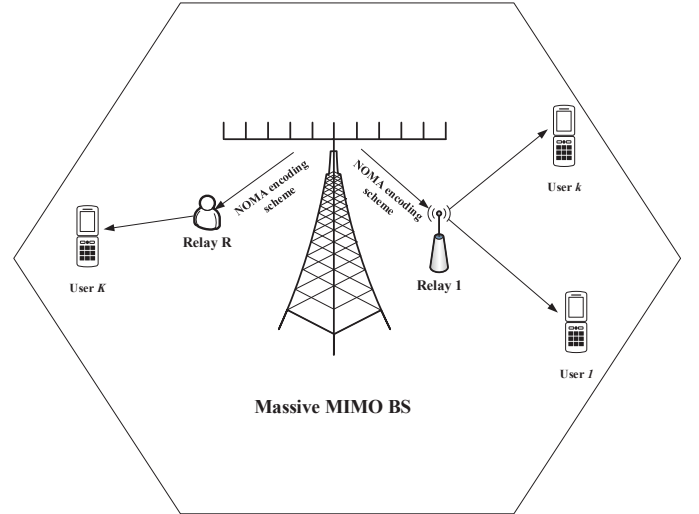 NOMA encoding
scheme
NOMA encoding
scheme
User k
Relay R
User K
Relay 1
User 1
Massive MIMO BS